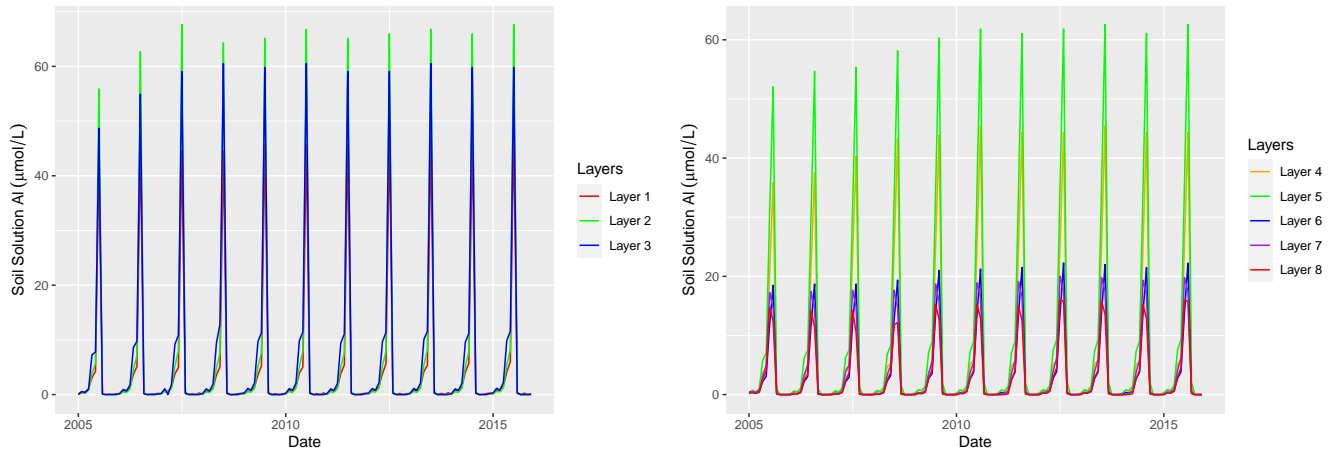 Soil Solution Al (μmol/L)
60
40
20
0
2005
2010
2015
Date
Layers
Layer 1
Layer 2
Layer 3
Soil Solution Al (μmol/L)
60
40
20
0
2005
2010
2015
Date
Layers
Layer 4
Layer 5
Layer 6
Layer 7
Layer 8